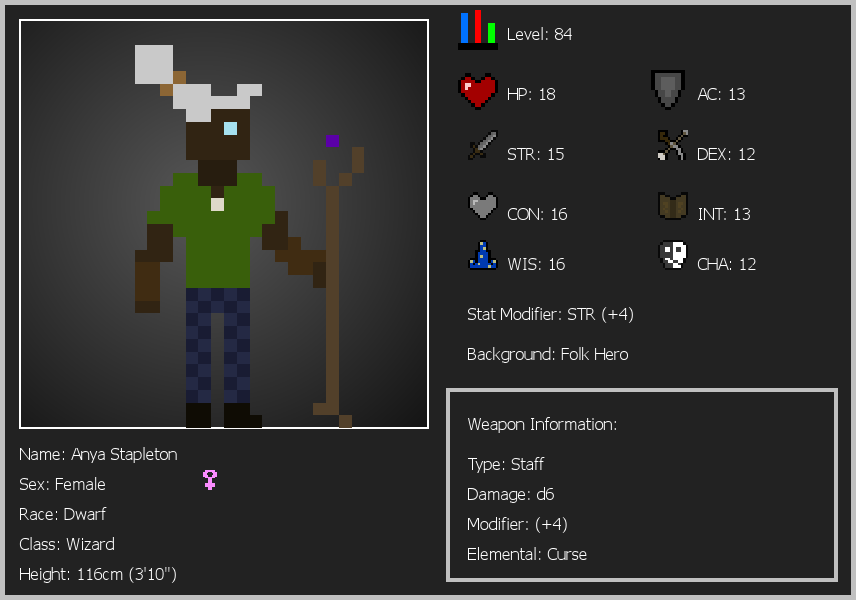 Level: 84
HP: 18
AC: 13
STR: 15
DEX: 12
CON: 16
INT: 13
WIS: 16
CHA: 12
Stat Modifier: STR (+4)
Background: Folk Hero
Weapon Information:
Type: Staff
Damage: d6
Modifier: (+4)
Elemental: Curse
Name: Anya Stapleton
Sex: Female
Race: Dwarf
Class: Wizard
Height: 116cm (3'10")